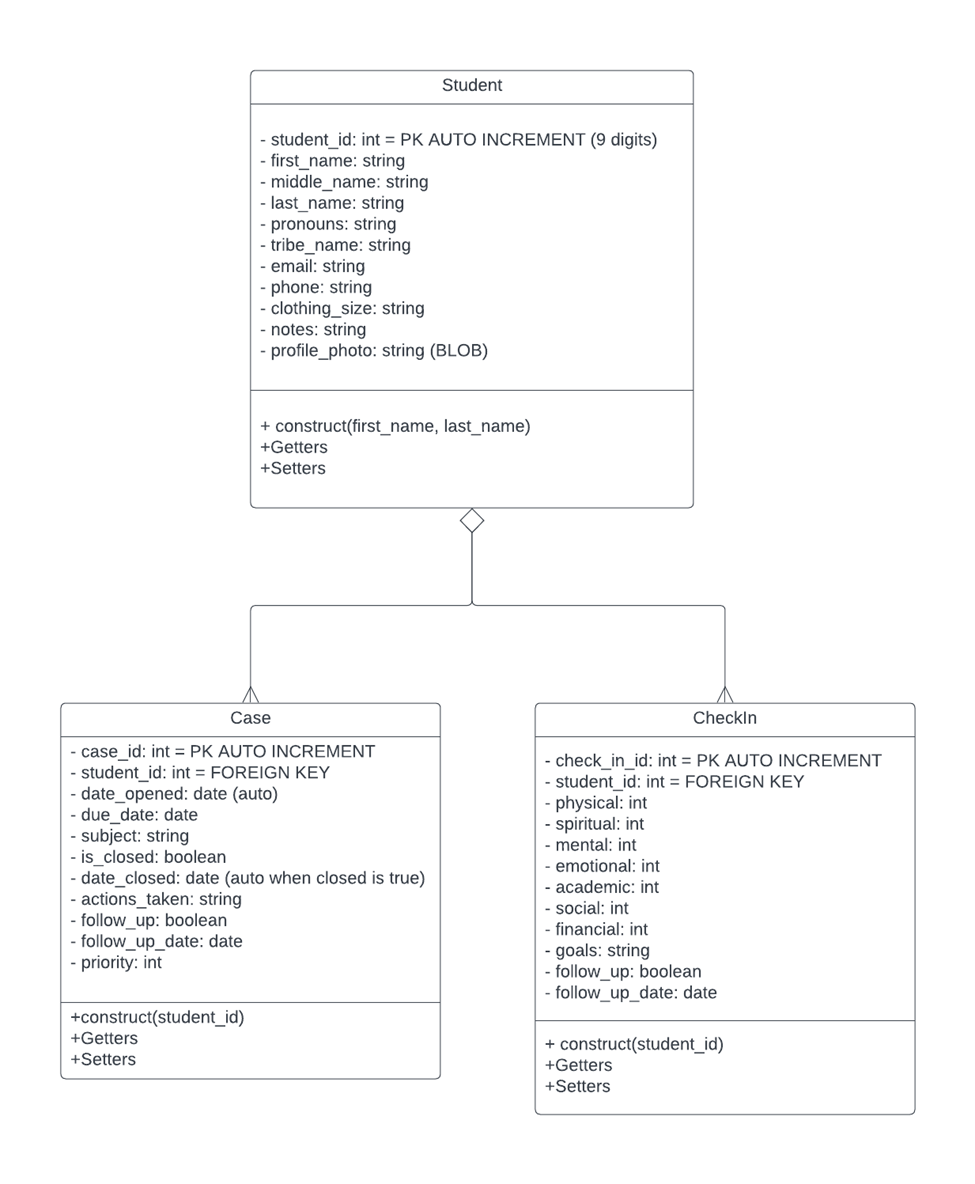 Student
- student_id: int = PK AUTO INCREMENT (9 digits)
- first_name: string
- middle_name: string
- last_name: string
- pronouns: string
- tribe_name: string
- email: string
- phone: string
- clothing_size: string
- notes: string
- profile_photo: string (BLOB)
+ construct(first_name, last_name)
+Getters
+Setters
Case
- case_id: int = PK AUTO INCREMENT
- student_id: int = FOREIGN KEY
- date_opened: date (auto)
- due_date: date
- subject: string
- is_closed: boolean
- date_closed: date (auto when closed is true)
- actions_taken: string
- follow_up: boolean
- follow_up_date: date
- priority: int
+construct(student_id)
+Getters
+Setters
CheckIn
- check_in_id: int = PK AUTO INCREMENT
- student_id: int = FOREIGN KEY
- physical: int
- spiritual: int
- mental: int
- emotional: int
- academic: int
- social: int
- financial: int
- goals: string
- follow_up: boolean
- follow_up_date: date
+ construct(student_id)
+Getters
+Setters